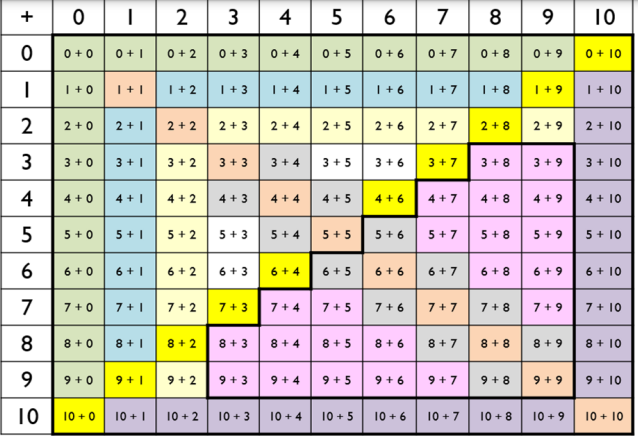 + 0 1 2 3 4 5 6 7 8 9 10
0 0 + 0 0 + 1 0 + 2 0 + 3 0 + 4 0 + 5 0 + 6 0 + 7 0 + 8 0 + 9 0 + 10
1 1 + 0 1 + 1 1 + 2 1 + 3 1 + 4 1 + 5 1 + 6 1 + 7 1 + 8 1 + 9 1 + 10
2 2 + 0 2 + 1 2 + 2 2 + 3 2 + 4 2 + 5 2 + 6 2 + 7 2 + 8 2 + 9 2 + 10
3 3 + 0 3 + 1 3 + 2 3 + 3 3 + 4 3 + 5 3 + 6 3 + 7 3 + 8 3 + 9 3 + 10
4 4 + 0 4 + 1 4 + 2 4 + 3 4 + 4 4 + 5 4 + 6 4 + 7 4 + 8 4 + 9 4 + 10
5 5 + 0 5 + 1 5 + 2 5 + 3 5 + 4 5 + 5 5 + 6 5 + 7 5 + 8 5 + 9 5 + 10
6 6 + 0 6 + 1 6 + 2 6 + 3 6 + 4 6 + 5 6 + 6 6 + 7 6 + 8 6 + 9 6 + 10
7 7 + 0 7 + 1 7 + 2 7 + 3 7 + 4 7 + 5 7 + 6 7 + 7 7 + 8 7 + 9 7 + 10
8 8 + 0 8 + 1 8 + 2 8 + 3 8 + 4 8 + 5 8 + 6 8 + 7 8 + 8 8 + 9 8 + 10
9 9 + 0 9 + 1 9 + 2 9 + 3 9 + 4 9 + 5 9 + 6 9 + 7 9 + 8 9 + 9 9 + 10
10 10 + 0 10 + 1 10 + 2 10 + 3 10 + 4 10 + 5 10 + 6 10 + 7 10 + 8 10 + 9 10 + 10